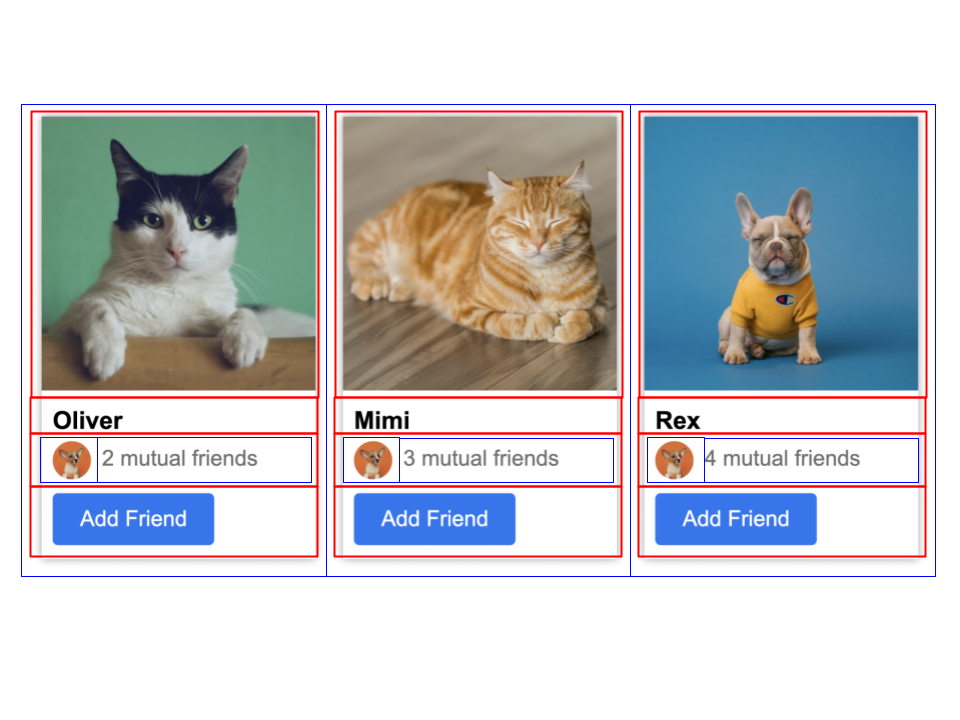 Oliver
2 mutual friends
Add Friend
Mimi
3 mutual friends
Add Friend
Rex
4 mutual friends
Add Friend